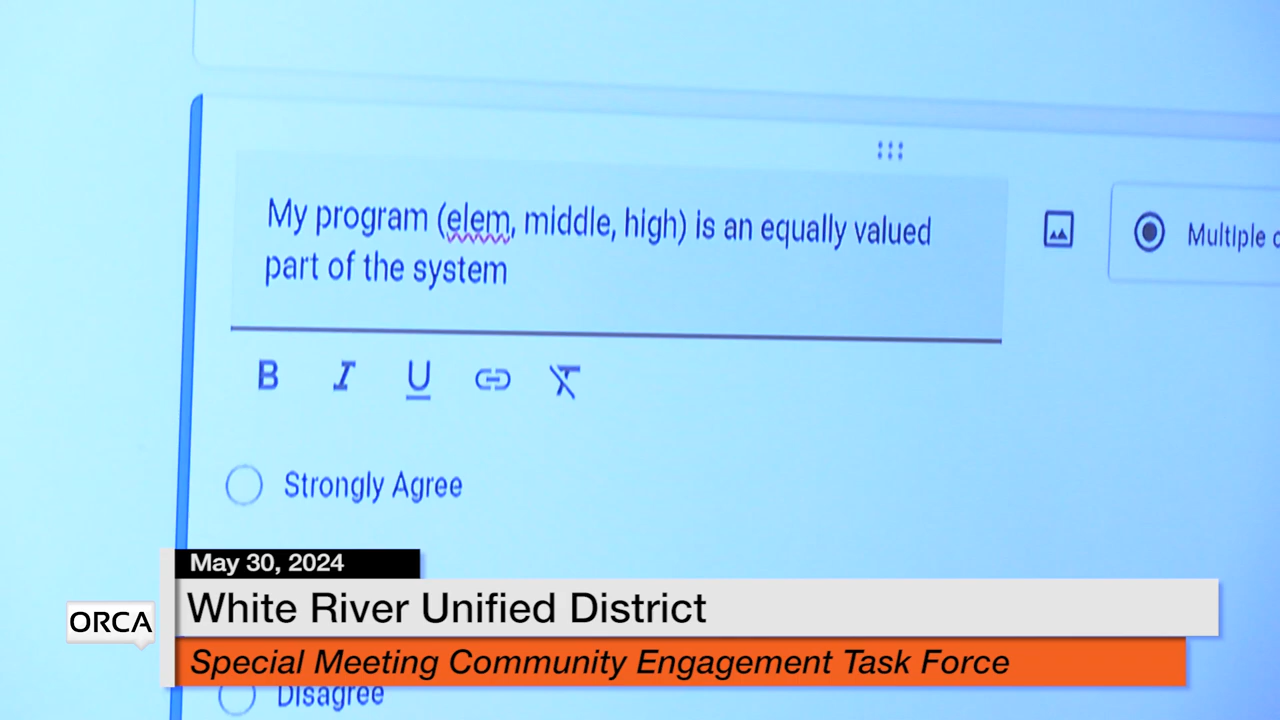 My program (elem, middle, high) is an equally valued
part of the system
Multiple
B I U
Strongly Agree
May 30, 2024
White River Unified District
ORCA
Special Meeting Community Engagement Task Force
Disagree